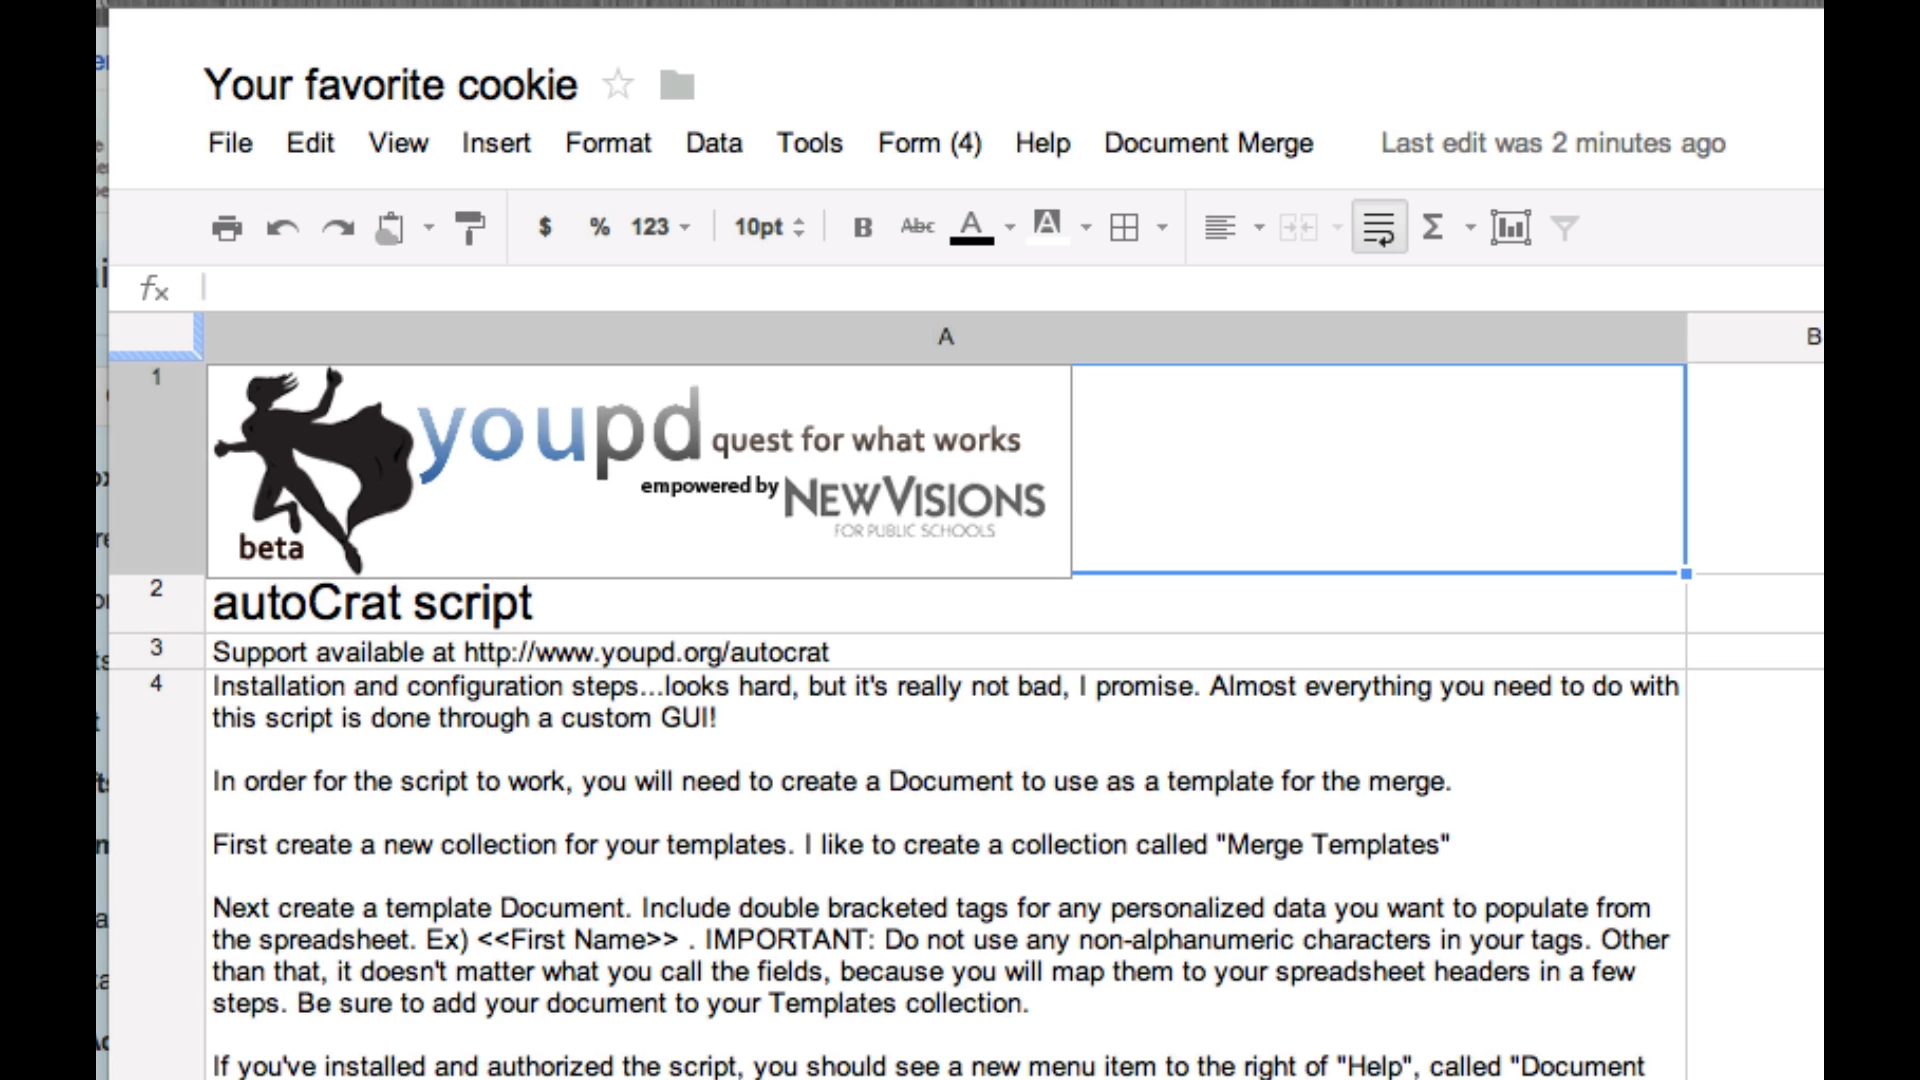 Your favorite cookie
File Edit View Insert Format Data Tools Form (4) Help Document Merge Last edit was 2 minutes ago
$ % 123 10pt B Abc A A Σ
fx
A B
1
youpd quest for what works
empowered by NEWVISIONS
FOR PUBLIC SCHOOLS
beta
2 autoCrat script
3 Support available at http://www.youpd.org/autocrat
4 Installation and configuration steps...looks hard, but it's really not bad, I promise. Almost everything you need to do with
this script is done through a custom GUI!
In order for the script to work, you will need to create a Document to use as a template for the merge.
First create a new collection for your templates. I like to create a collection called "Merge Templates"
Next create a template Document. Include double bracketed tags for any personalized data you want to populate from
the spreadsheet. Ex) <<First Name>> . IMPORTANT: Do not use any non-alphanumeric characters in your tags. Other
than that, it doesn't matter what you call the fields, because you will map them to your spreadsheet headers in a few
steps. Be sure to add your document to your Templates collection.
If you've installed and authorized the script, you should see a new menu item to the right of "Help", called "Document